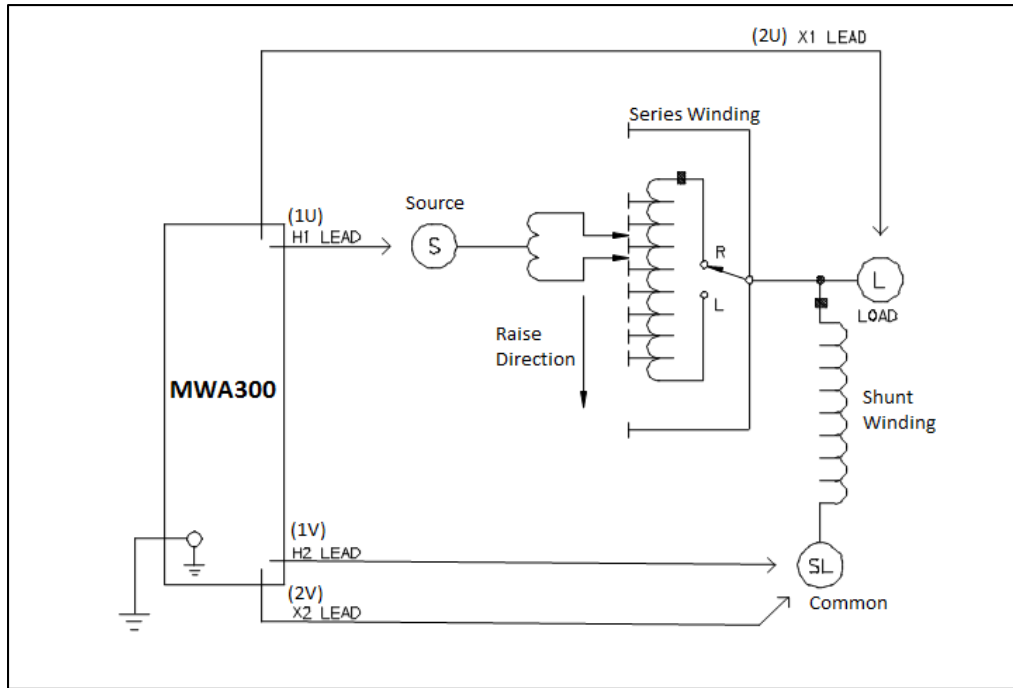 (2U) X1 LEAD
Series Winding
(1U)
H1 LEAD
Source
S
R
L
L
LOAD
Raise
Direction
MWA300
Shunt
Winding
(1V)
H2 LEAD
SL
(2V)
X2 LEAD
Common